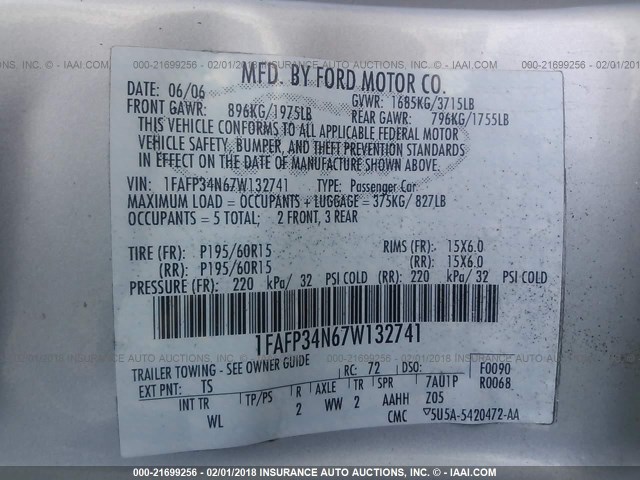 000-21699256 - 02/01/2018 INSURANCE AUTO AUCTIONS - © - IAAI.COM
MFD. BY FORD MOTOR CO.
DATE: 06/06 GVWR: 1685KG/3715LB
FRONT GAWR: 896KG/1975LB REAR GAWR: 796KG/1755LB
THIS VEHICLE CONFORMS TO ALL APPLICABLE FEDERAL MOTOR
VEHICLE SAFETY, BUMPER, AND THEFT PREVENTION STANDARDS
IN EFFECT ON THE DATE OF MANUFACTURE SHOWN ABOVE.
VIN: 1FAFP34N67W132741 TYPE: Passenger Car
MAXIMUM LOAD = OCCUPANTS + LUGGAGE = 375KG/ 827LB
OCCUPANTS = 5 TOTAL; 2 FRONT, 3 REAR
TIRE (FR): P195/60R15 RIMS (FR): 15X6.0
(RR): P195/60R15 (RR): 15X6.0
PRESSURE (FR): 220 kPa/ 32 PSI COLD (RR): 220 kPa/ 32 PSI COLD
1FAFP34N67W132741
TRAILER TOWING - SEE OWNER GUIDE RC: 72 DSO: F0090
EXT PNT: TS R AXLE TR SPR 7AU1P R0068
INT TR TP/PS 2 WW 2 AAHH Z05
WL CMC ▽5U5A-5420472-AA
000-21699256 - 02/01/2018 INSURANCE AUTO AUCTIONS - © - IAAI.COM